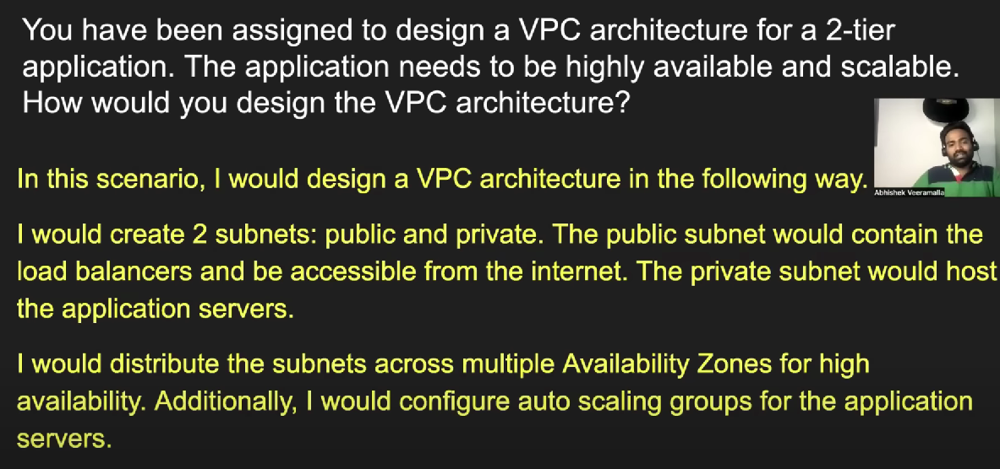 You have been assigned to design a VPC architecture for a 2-tier
application. The application needs to be highly available and scalable.
How would you design the VPC architecture?
In this scenario, I would design a VPC architecture in the following way.
Abhishek Veeramalla
I would create 2 subnets: public and private. The public subnet would contain the
load balancers and be accessible from the internet. The private subnet would host
the application servers.
I would distribute the subnets across multiple Availability Zones for high
availability. Additionally, I would configure auto scaling groups for the application
servers.